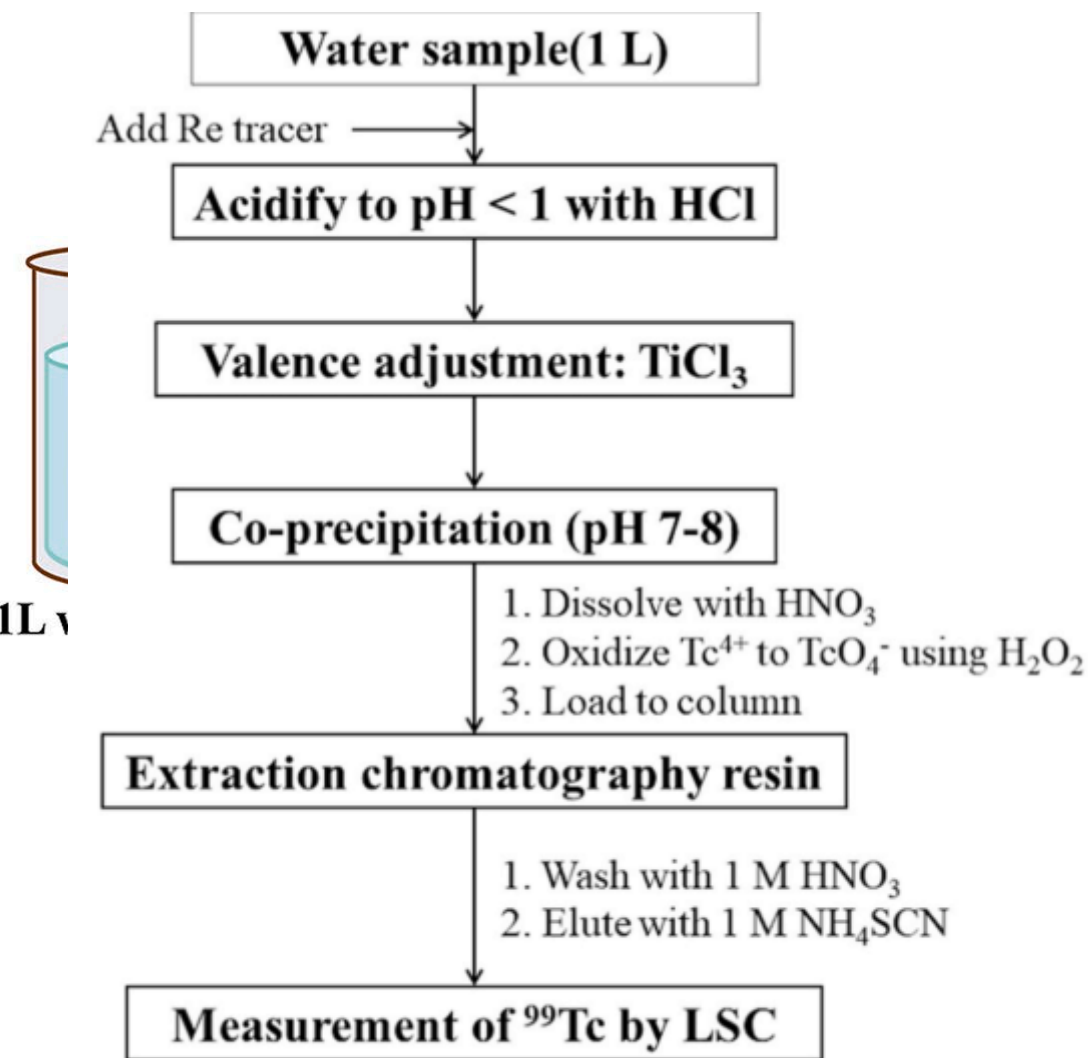 Water sample(1 L)
Add Re tracer
Acidify to pH < 1 with HCl
Valence adjustment: TiCl₃
Co-precipitation (pH 7-8)
1. Dissolve with HNO₃
2. Oxidize Tc⁴⁺ to TcO₄⁻ using H₂O₂
3. Load to column
Extraction chromatography resin
1. Wash with 1 M HNO₃
2. Elute with 1 M NH₄SCN
Measurement of ⁹⁹Tc by LSC
1L